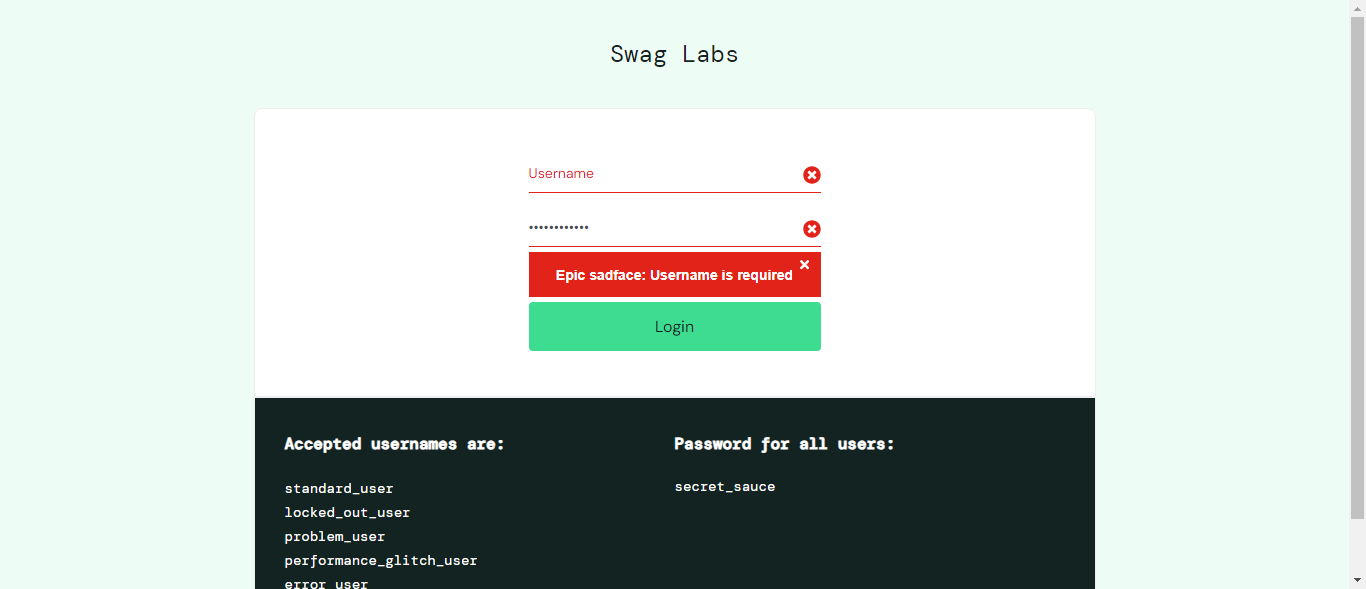 Swag Labs
Username
••••••••••••
Epic sadface: Username is required
Login
Accepted usernames are:
standard_user
locked_out_user
problem_user
performance_glitch_user
error_user
Password for all users:
secret_sauce